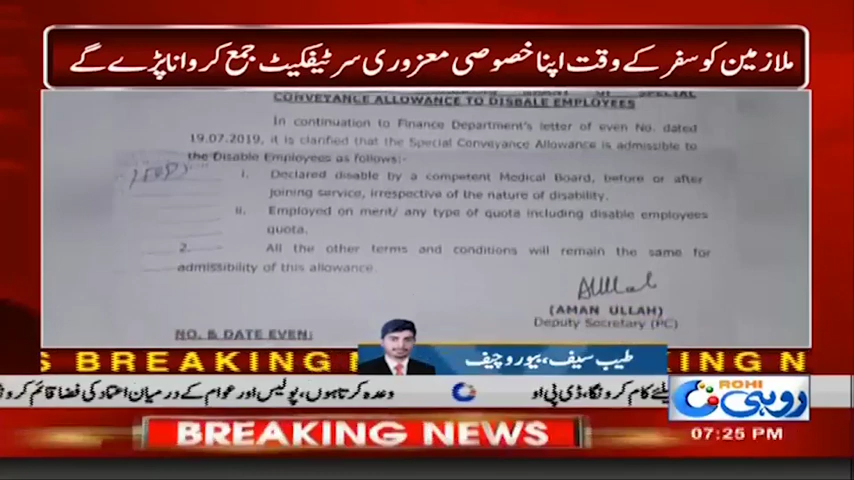 ملازمین کو سفر کے وقت اپنا خصوصی معزوری سرٹیفکیٹ جمع کروانا پڑے گے
GRANT OF SPECIAL
CONVEYANCE ALLOWANCE TO DISBALE EMPLOYEES
In continuation to Finance Department's letter of even No. dated
19.07.2019, it is clarified that the Special Conveyance Allowance is admissible to
the Disable Employees as follows:-
i. Declared disable by a competent Medical Board, before or after
joining service, irrespective of the nature of disability.
ii. Employed on merit/ any type of quota including disable employees
quota.
2. All the other terms and conditions will remain the same for
admissibility of this allowance.
(AMAN ULLAH)
Deputy Secretary (PC)
NO. & DATE EVEN:
طیب سیف، بیورو چیف
S BREAKING KING N
لیئے کام کرونگا، ڈی پی او وعدہ کرتا ہوں، پولیس اور عوام کے درمیان اعتماد کی فضا قائم کرو
ROHI
روہی
BREAKING NEWS
07:25 PM